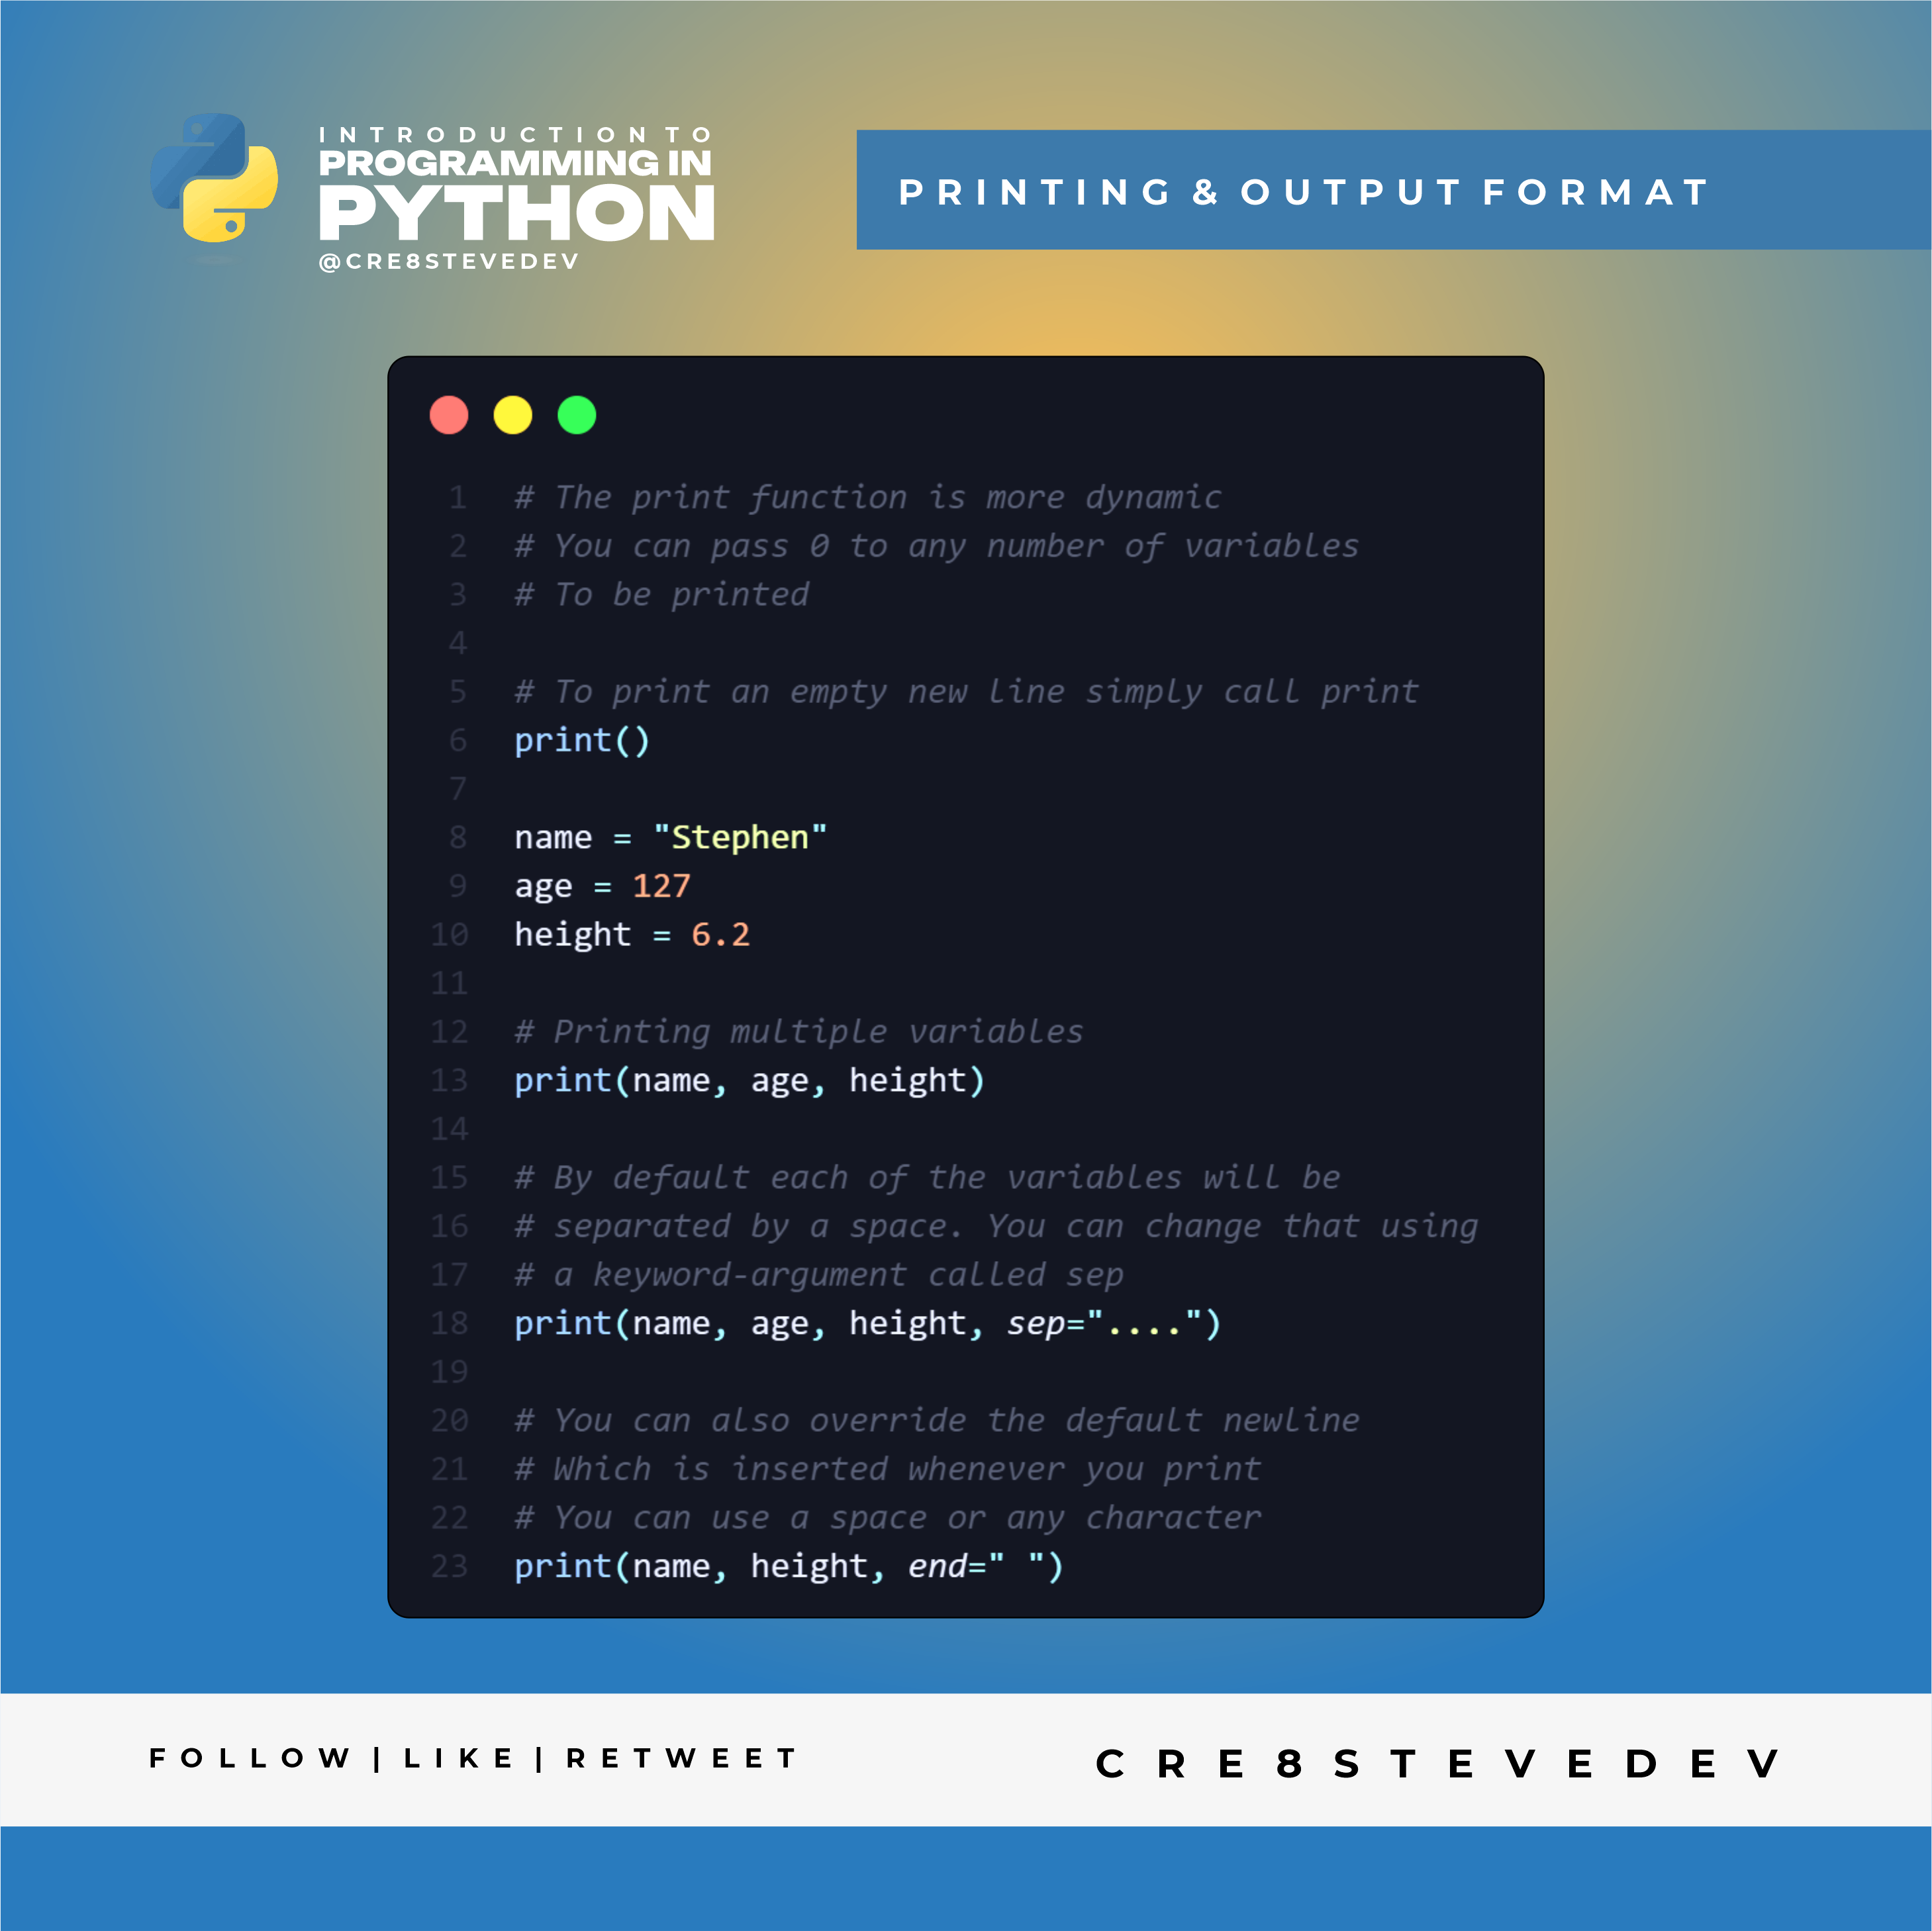 INTRODUCTION TO
PROGRAMMING IN
PYTHON
@CRE8STEVEDEV
PRINTING & OUTPUT FORMAT
1 # The print function is more dynamic
2 # You can pass 0 to any number of variables
3 # To be printed
4
5 # To print an empty new line simply call print
6 print()
7
8 name = "Stephen"
9 age = 127
10 height = 6.2
11
12 # Printing multiple variables
13 print(name, age, height)
14
15 # By default each of the variables will be
16 # separated by a space. You can change that using
17 # a keyword-argument called sep
18 print(name, age, height, sep="....")
19
20 # You can also override the default newline
21 # Which is inserted whenever you print
22 # You can use a space or any character
23 print(name, height, end=" ")
FOLLOW | LIKE | RETWEET
CRE8STEVEDEV